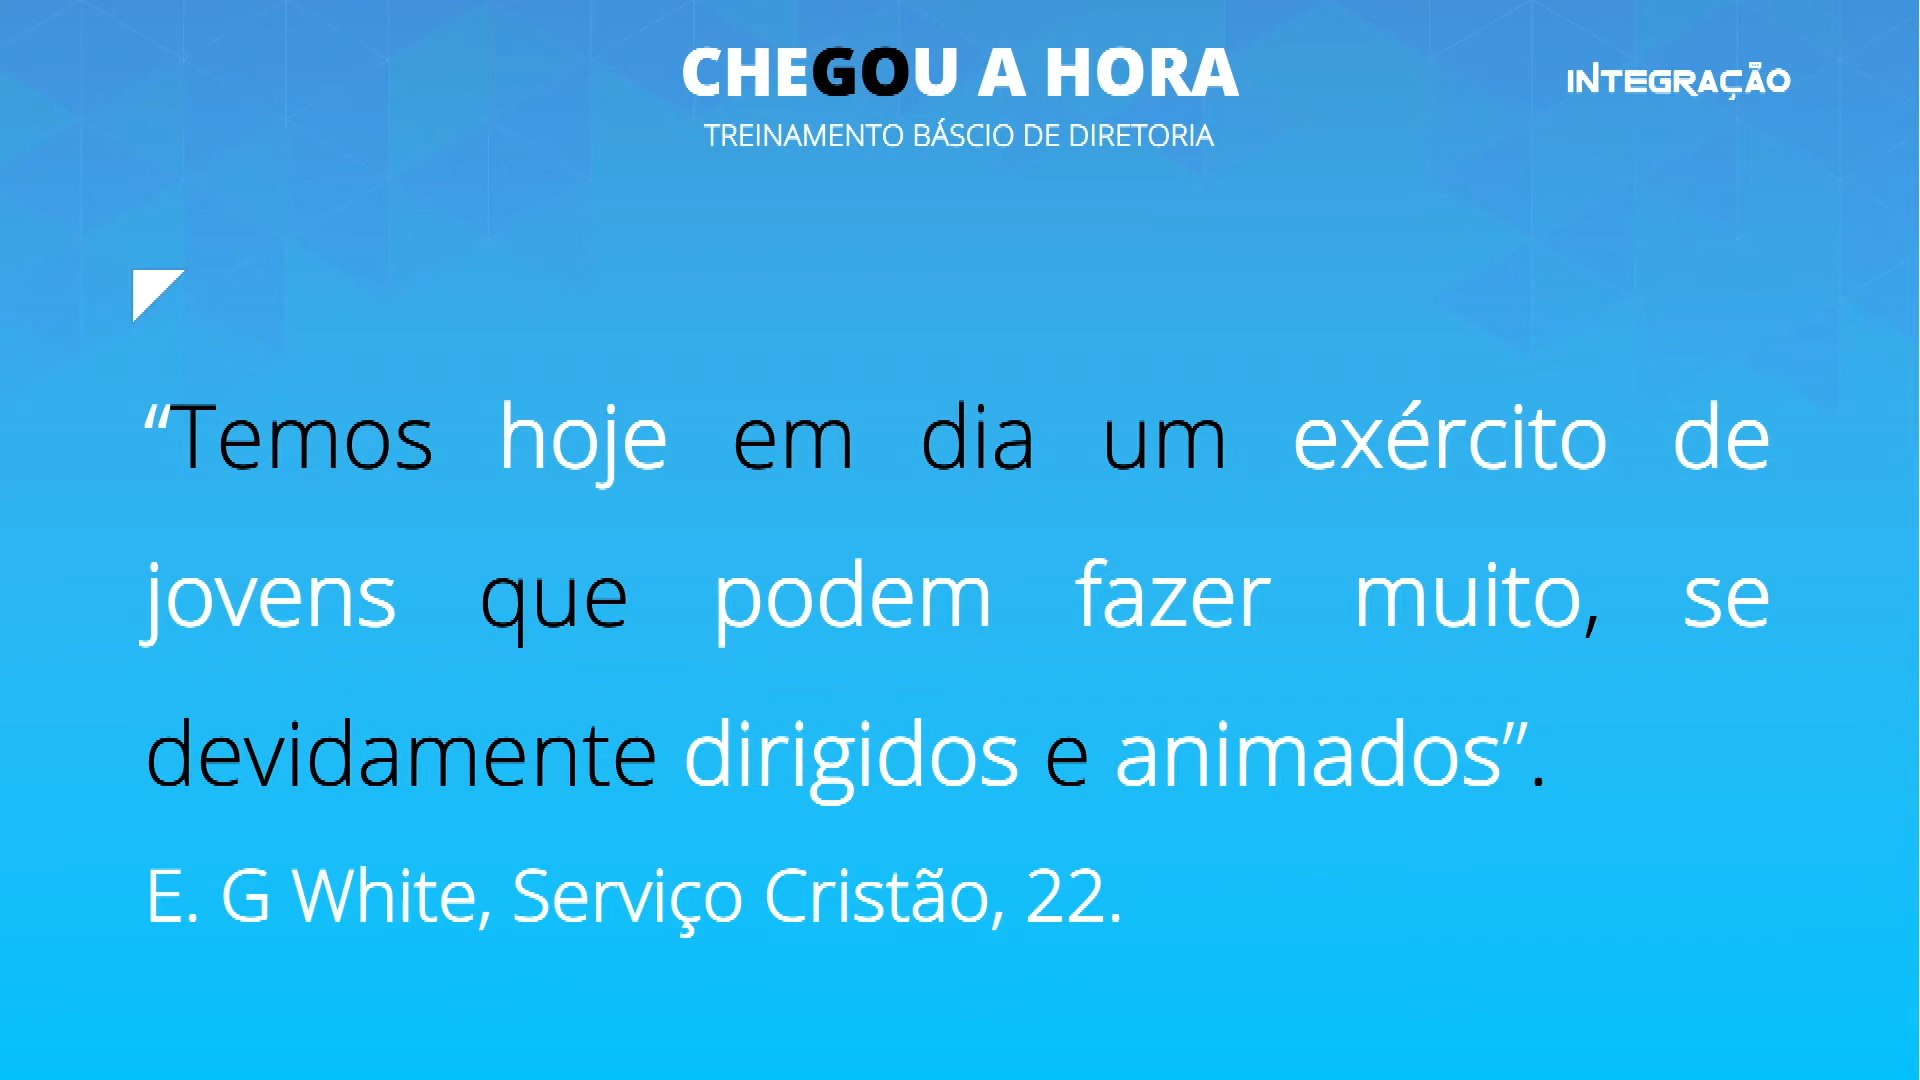 CHEGOU A HORA
INTEGRAÇÃO
TREINAMENTO BÁSCIO DE DIRETORIA
“Temos hoje em dia um exército de
jovens que podem fazer muito, se
devidamente dirigidos e animados”.
E. G White, Serviço Cristão, 22.